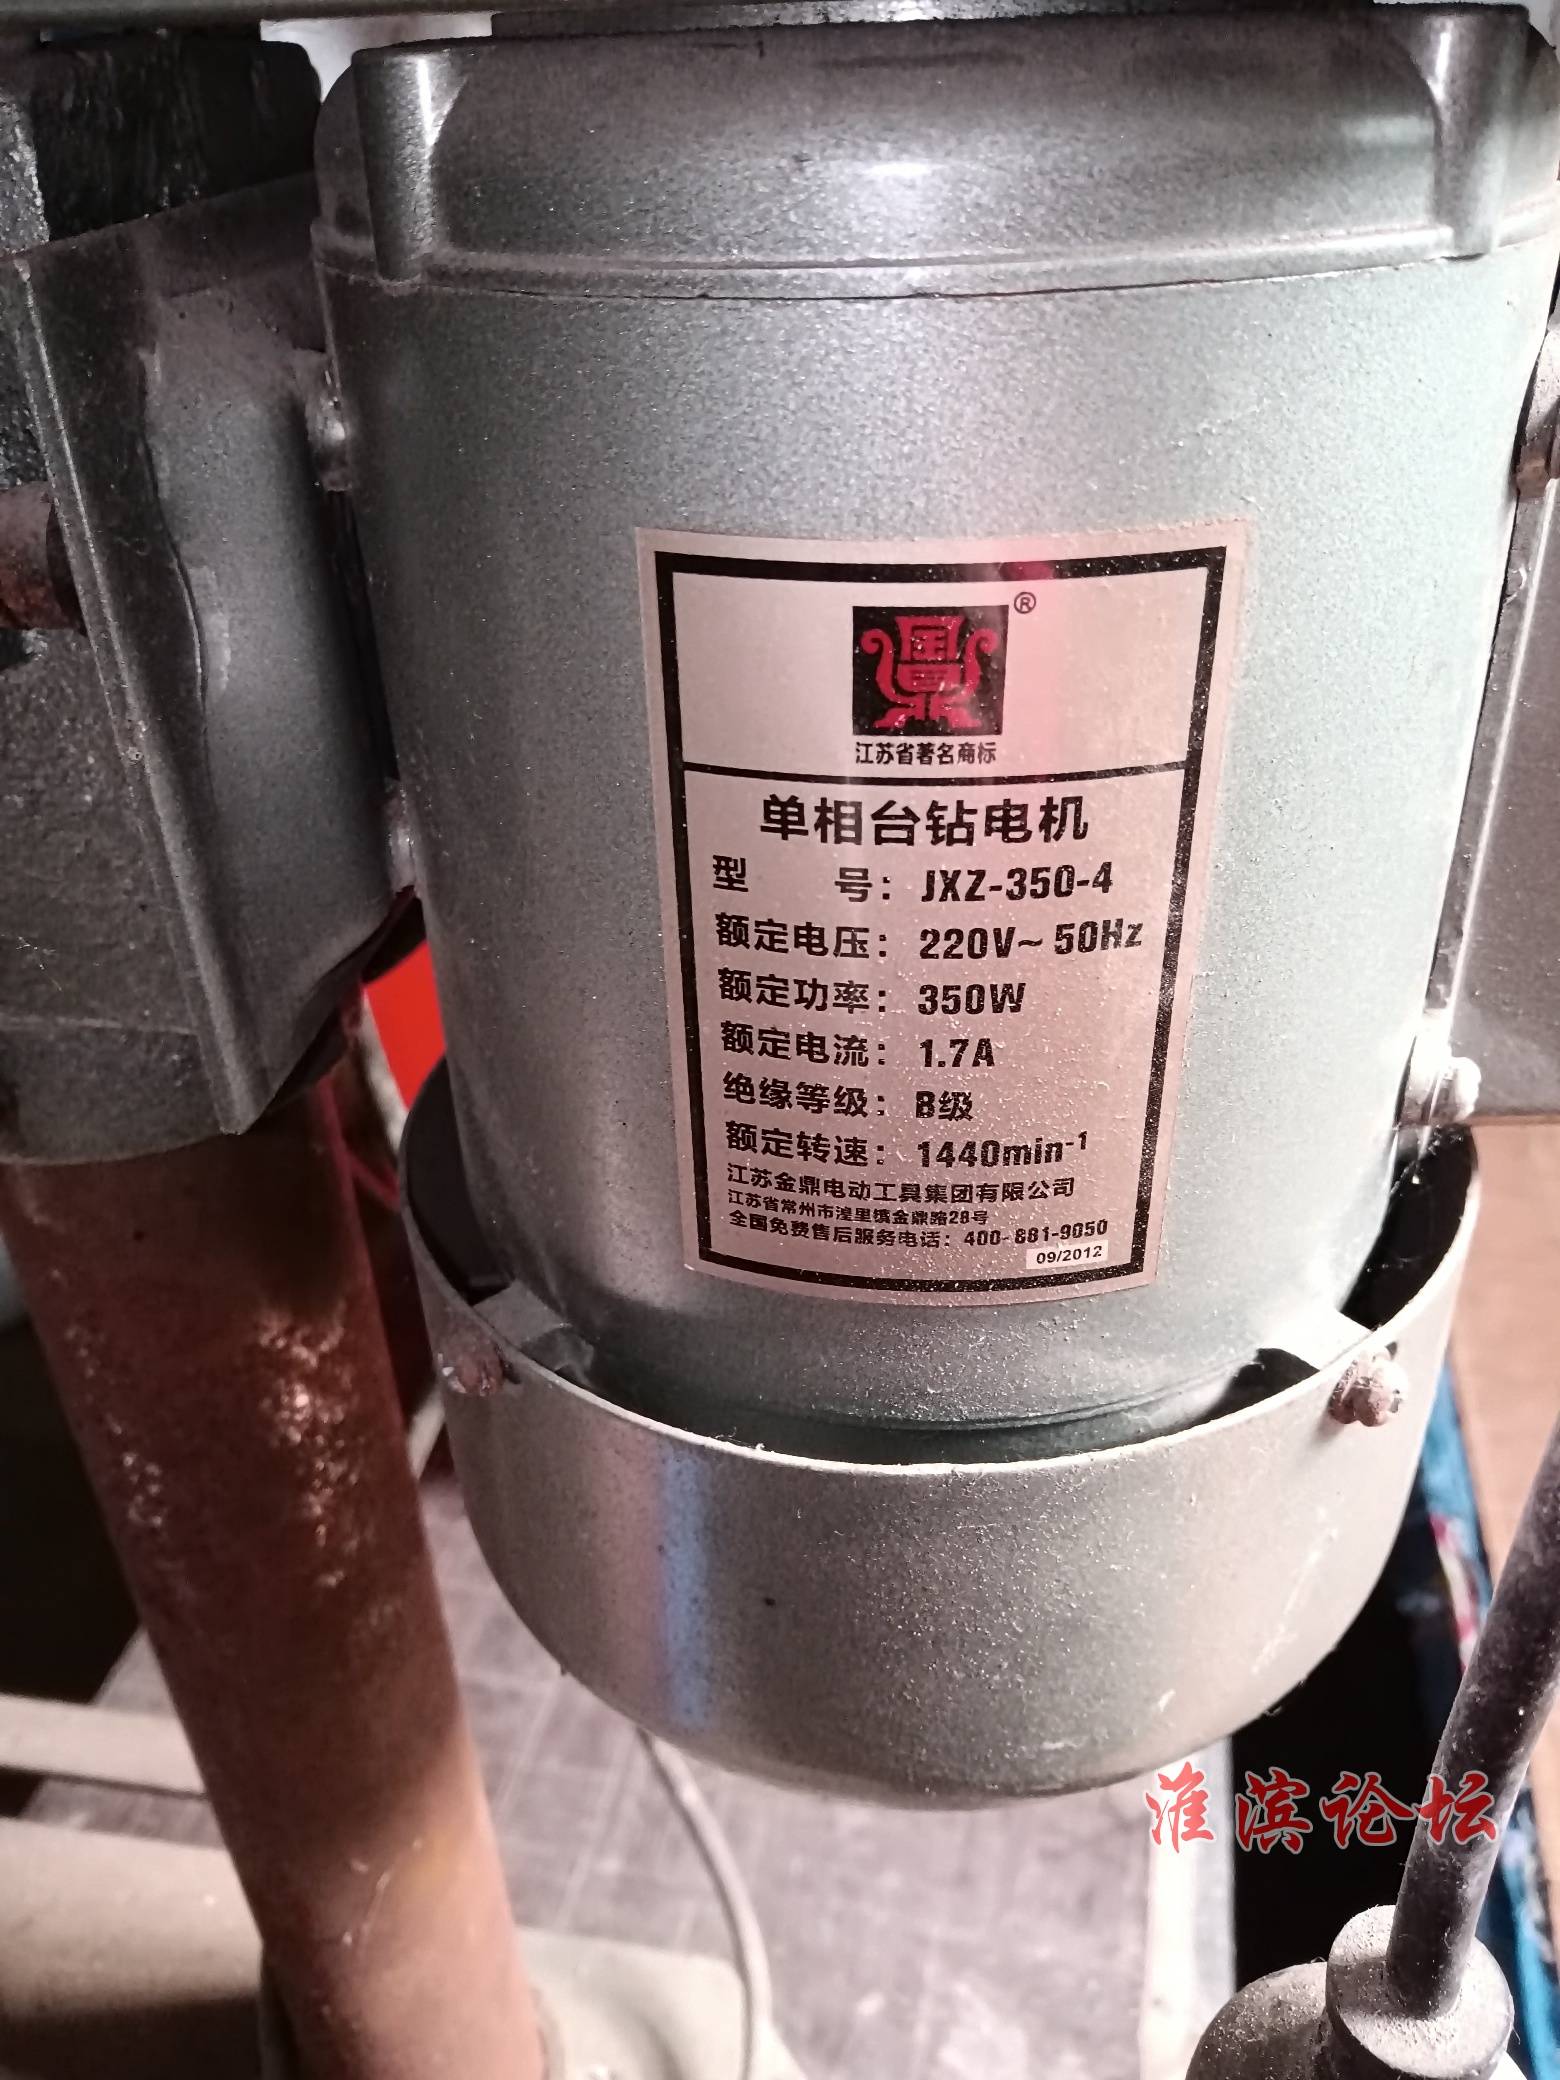 ®
江苏省著名商标
单相台钻电机
型 号：JXZ-350-4
额定电压：220V~50Hz
额定功率：350W
额定电流：1.7A
绝缘等级：B级
额定转速：1440min⁻¹
江苏金鼎电动工具集团有限公司
江苏省常州市湟里镇金鼎路28号
全国免费售后服务电话：400-881-9050
09/2012
淮滨论坛